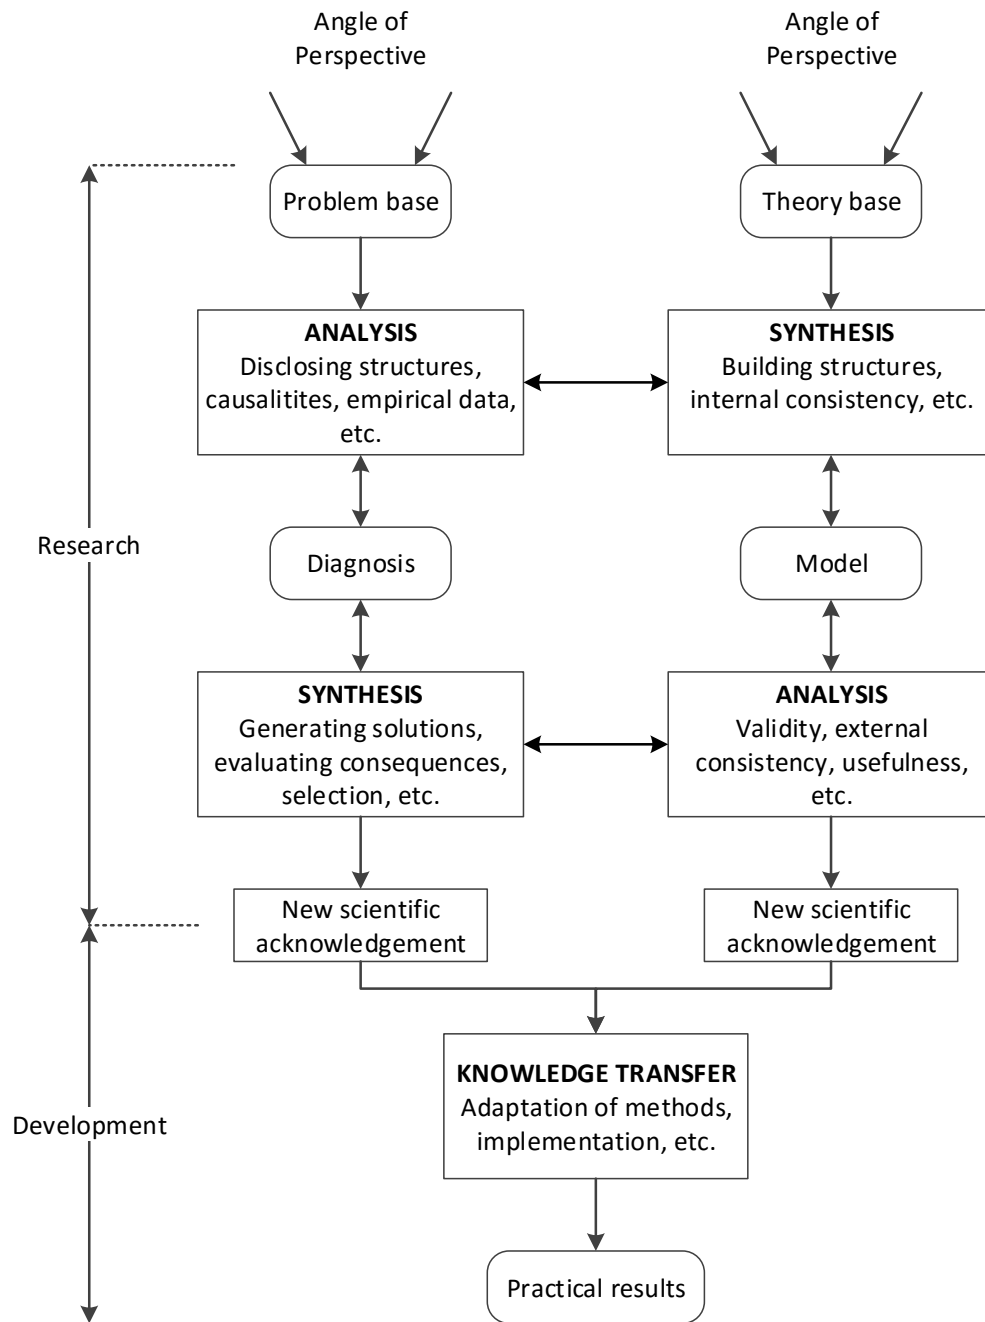 Angle of
Perspective
Angle of
Perspective
Problem base
Theory base
ANALYSIS
Disclosing structures,
causalitites, empirical data,
etc.
SYNTHESIS
Building structures,
internal consistency, etc.
Research
Diagnosis
Model
SYNTHESIS
Generating solutions,
evaluating consequences,
selection, etc.
ANALYSIS
Validity, external
consistency, usefulness,
etc.
New scientific
acknowledgement
New scientific
acknowledgement
Development
KNOWLEDGE TRANSFER
Adaptation of methods,
implementation, etc.
Practical results